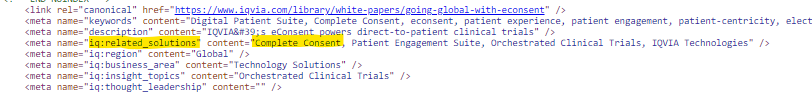 <link rel="canonical" href="https://www.iqvia.com/library/white-papers/going-global-with-econsent" />
<meta name="keywords" content="Digital Patient Suite, Complete Consent, econsent, patient experience, patient engagement, patient-centricity, elect
<meta name="description" content="IQVIA&#39;s eConsent powers direct-to-patient clinical trials" />
<meta name="iq:related_solutions" content="Complete Consent, Patient Engagement Suite, Orchestrated Clinical Trials, IQVIA Technologies" />
<meta name="iq:region" content="Global" />
<meta name="iq:business_area" content="Technology Solutions" />
<meta name="iq:insight_topics" content="Orchestrated Clinical Trials" />
<meta name="iq:thought_leadership" content="" />